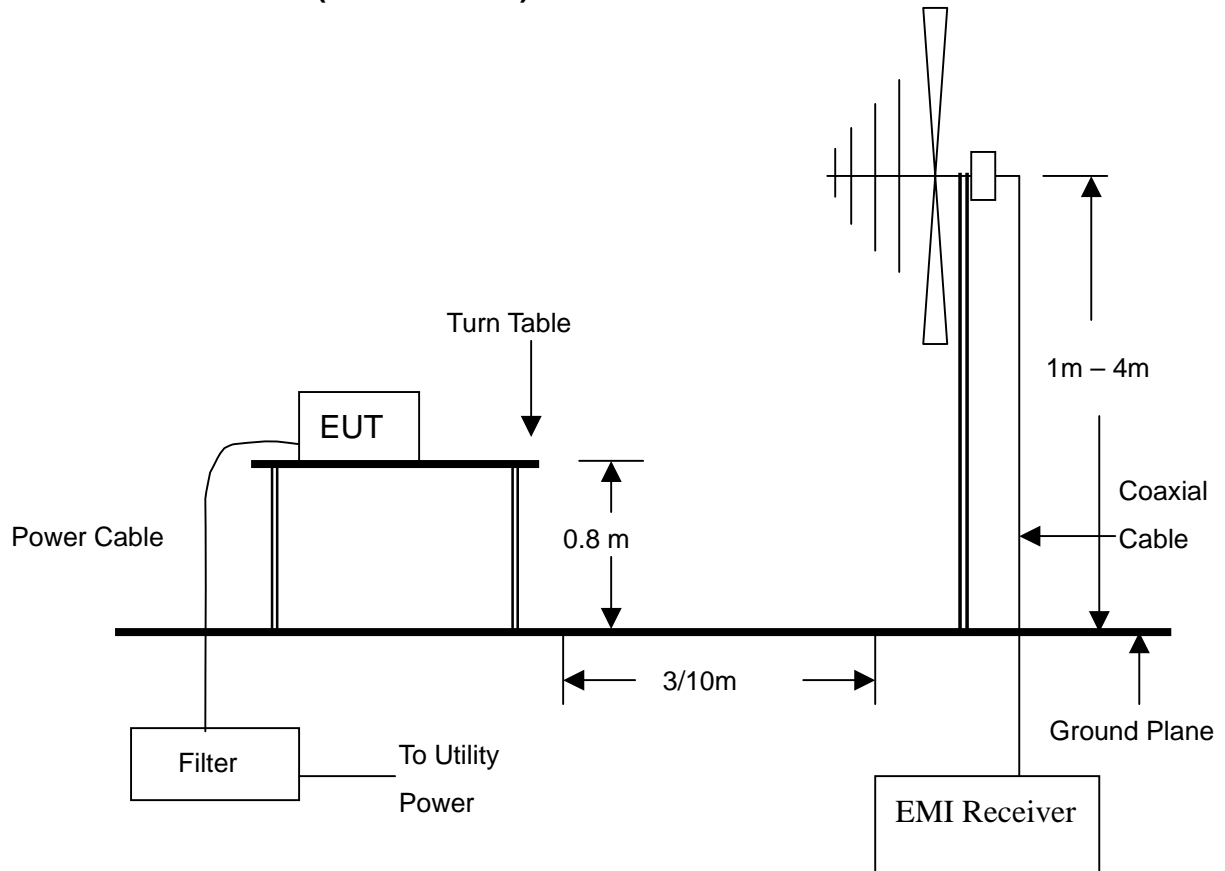 Turn Table
EUT
1m – 4m
Power Cable
0.8 m
Coaxial
Cable
3/10m
Ground Plane
Filter
To Utility
Power
EMI Receiver